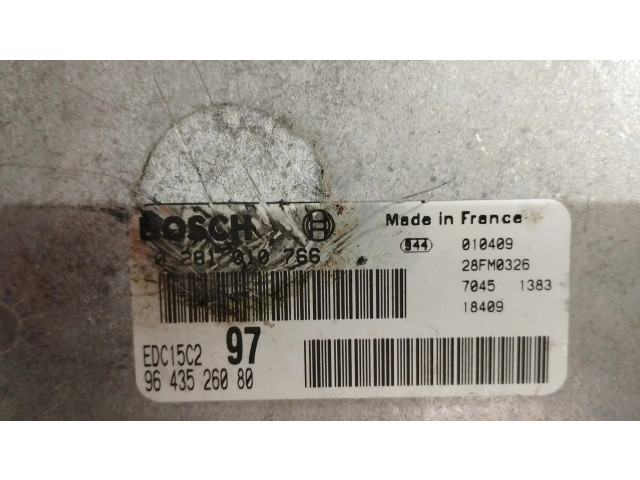 BOSCH
0 281 010 766
Made in France
S44 010409
28FM0326
7045 1383
18409
EDC15C2 97
96 435 260 80